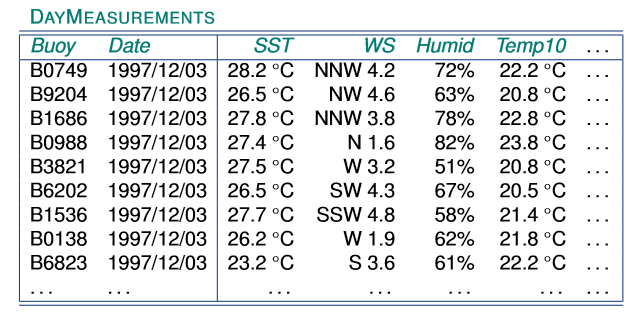 DAYMEASUREMENTS
Buoy Date SST WS Humid Temp10 ...
B0749 1997/12/03 28.2 °C NNW 4.2 72% 22.2 °C ...
B9204 1997/12/03 26.5 °C NW 4.6 63% 20.8 °C ...
B1686 1997/12/03 27.8 °C NNW 3.8 78% 22.8 °C ...
B0988 1997/12/03 27.4 °C N 1.6 82% 23.8 °C ...
B3821 1997/12/03 27.5 °C W 3.2 51% 20.8 °C ...
B6202 1997/12/03 26.5 °C SW 4.3 67% 20.5 °C ...
B1536 1997/12/03 27.7 °C SSW 4.8 58% 21.4 °C ...
B0138 1997/12/03 26.2 °C W 1.9 62% 21.8 °C ...
B6823 1997/12/03 23.2 °C S 3.6 61% 22.2 °C ...
... ... ... ... ... ... ...